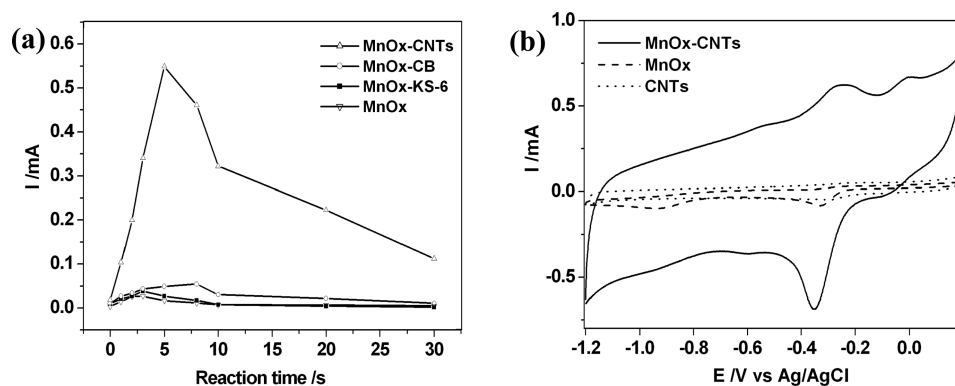 (a)
I /mA
0.6
0.5
0.4
0.3
0.2
0.1
0.0
MnOx-CNTs
MnOx-CB
MnOx-KS-6
MnOx
0 5 10 15 20 25 30
Reaction time /s
(b)
I /mA
1.0
0.5
0.0
-0.5
MnOx-CNTs
MnOx
CNTs
-1.2 -1.0 -0.8 -0.6 -0.4 -0.2 0.0
E /V vs Ag/AgCl